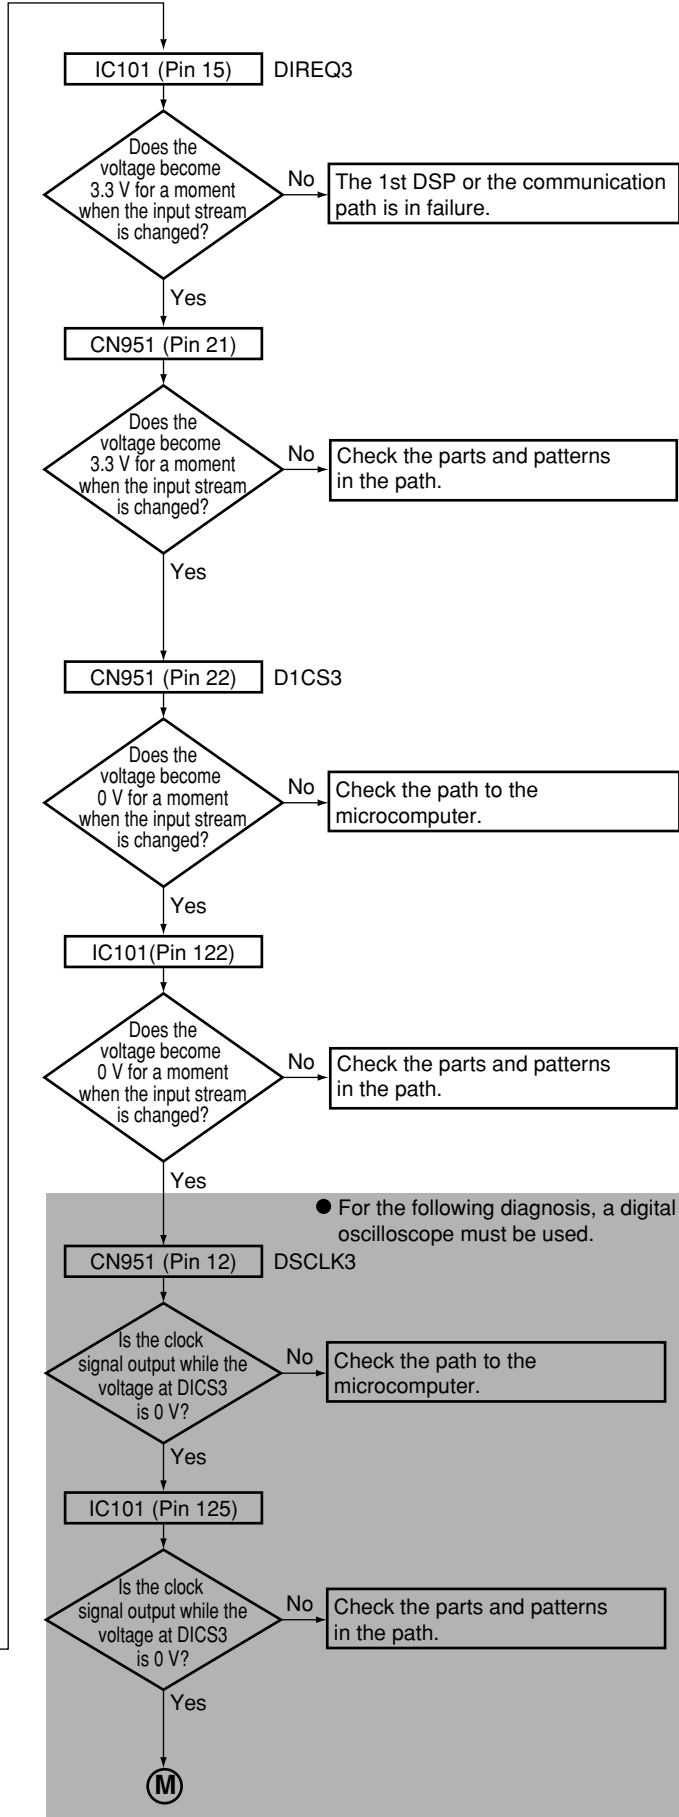 IC101 (Pin 15) DIREQ3
Does the
voltage become
3.3 V for a moment
when the input stream
is changed?
No
The 1st DSP or the communication
path is in failure.
Yes
CN951 (Pin 21)
Does the
voltage become
3.3 V for a moment
when the input stream
is changed?
No
Check the parts and patterns
in the path.
Yes
CN951 (Pin 22) D1CS3
Does the
voltage become
0 V for a moment
when the input stream
is changed?
No
Check the path to the
microcomputer.
Yes
IC101(Pin 122)
Does the
voltage become
0 V for a moment
when the input stream
is changed?
No
Check the parts and patterns
in the path.
Yes
● For the following diagnosis, a digital
oscilloscope must be used.
CN951 (Pin 12) DSCLK3
Is the clock
signal output while the
voltage at DICS3
is 0 V?
No
Check the path to the
microcomputer.
Yes
IC101 (Pin 125)
Is the clock
signal output while the
voltage at DICS3
is 0 V?
No
Check the parts and patterns
in the path.
Yes
M